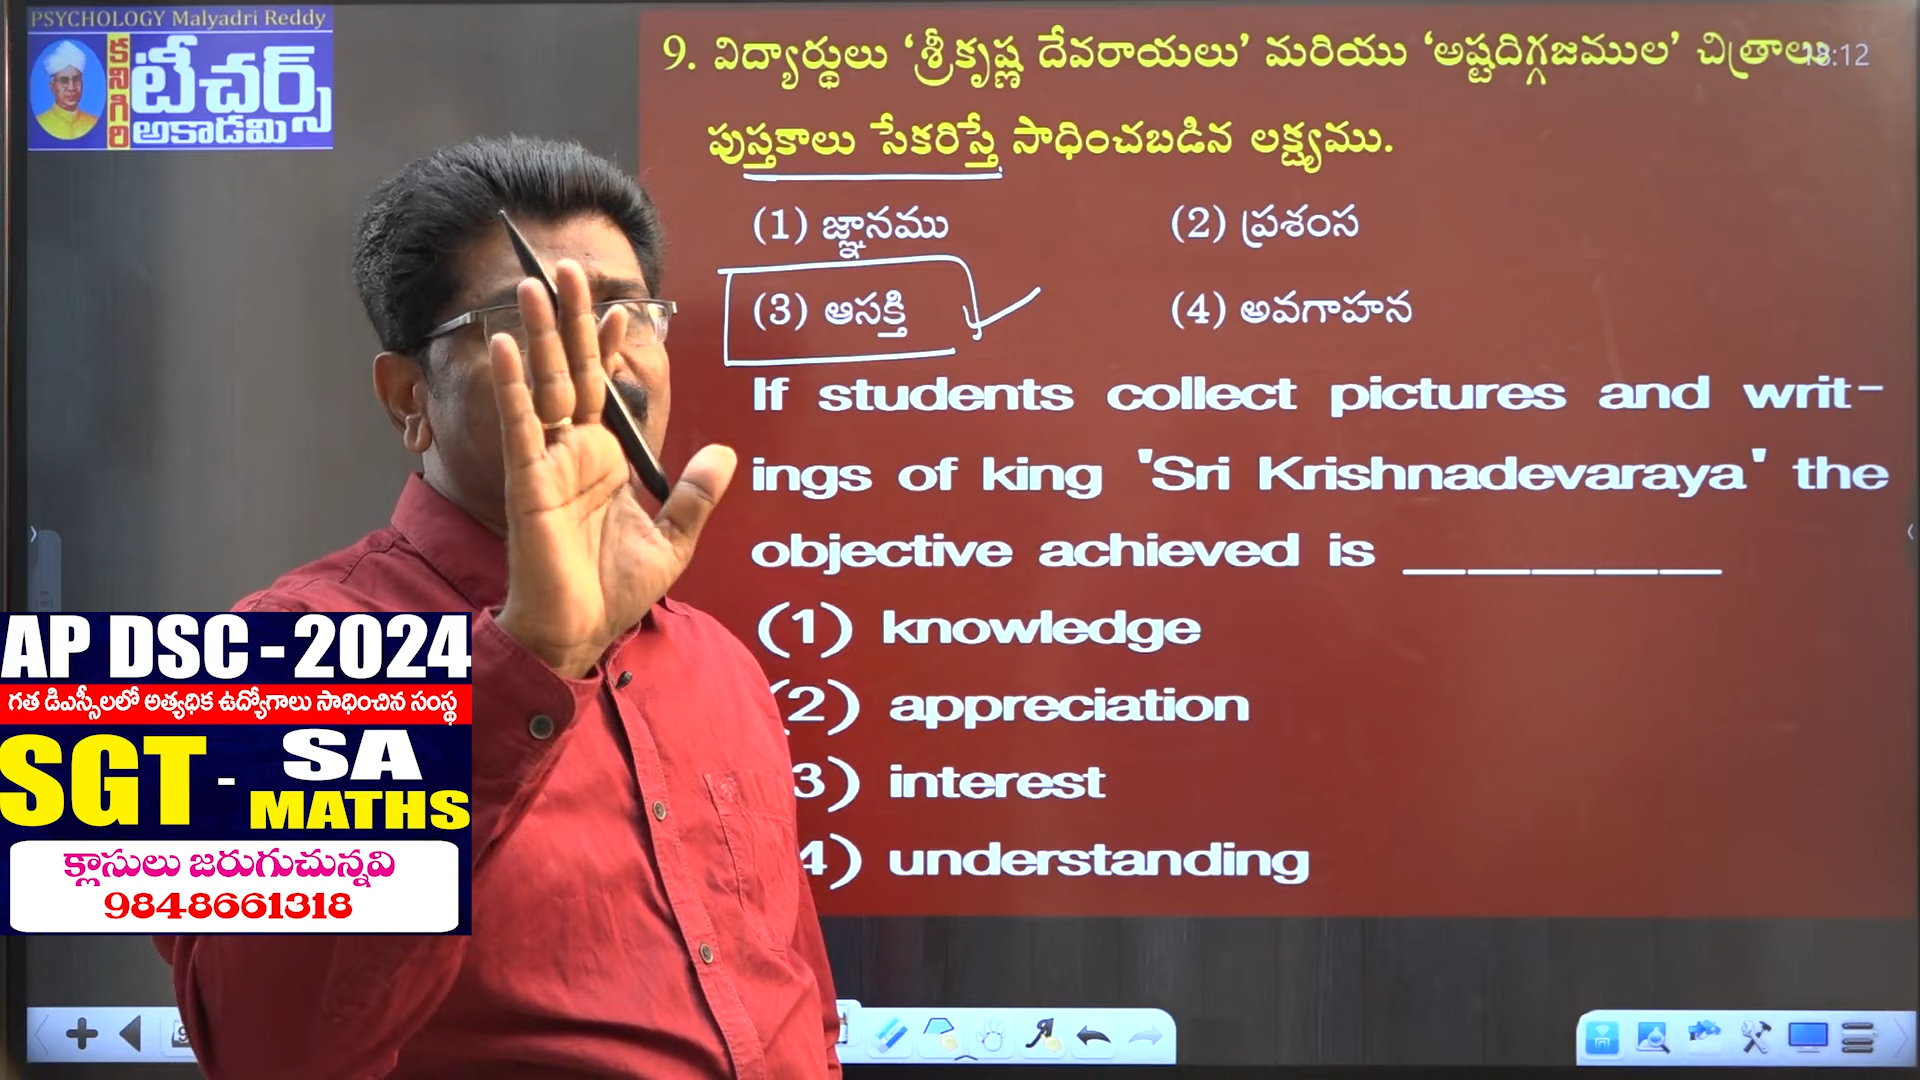 PSYCHOLOGY Malyadri Reddy
కనిగిరి
టీచర్స్
అకాడమి
9. విద్యార్థులు ‘శ్రీకృష్ణ దేవరాయలు’ మరియు ‘అష్టదిగ్గజముల’ చిత్రాలు
:12
పుస్తకాలు సేకరిస్తే సాధించబడిన లక్ష్యము.
(1) జ్ఞానము
(2) ప్రశంస
(3) ఆసక్తి
(4) అవగాహన
If students collect pictures and writ-
ings of king 'Sri Krishnadevaraya' the
objective achieved is _____
(1) knowledge
(2) appreciation
3) interest
4) understanding
AP DSC - 2024
గత డిఎస్సీలలో అత్యధిక ఉద్యోగాలు సాధించిన సంస్థ
SGT - SA
MATHS
క్లాసులు జరుగుచున్నవి
9848661318